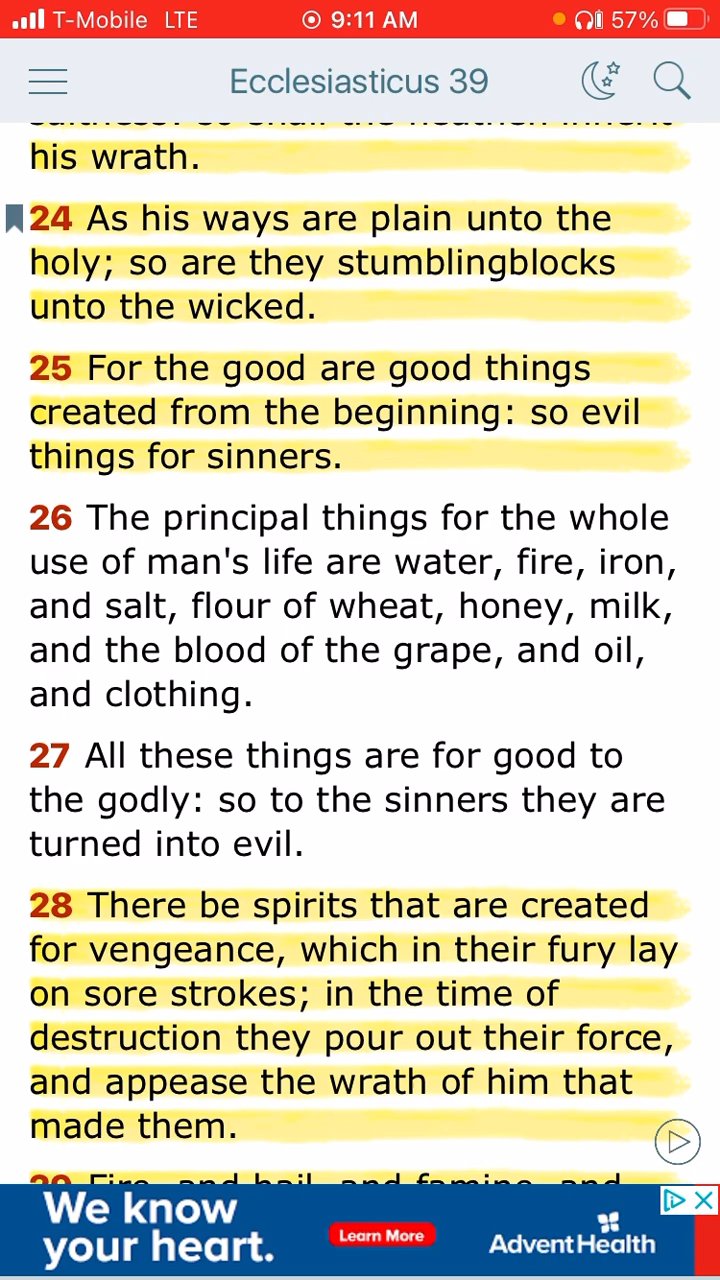 T-Mobile LTE 9:11 AM 57%
Ecclesiasticus 39
his wrath.
24 As his ways are plain unto the
holy; so are they stumblingblocks
unto the wicked.
25 For the good are good things
created from the beginning: so evil
things for sinners.
26 The principal things for the whole
use of man's life are water, fire, iron,
and salt, flour of wheat, honey, milk,
and the blood of the grape, and oil,
and clothing.
27 All these things are for good to
the godly: so to the sinners they are
turned into evil.
28 There be spirits that are created
for vengeance, which in their fury lay
on sore strokes; in the time of
destruction they pour out their force,
and appease the wrath of him that
made them.
29 Fire, and hail, and famine, and
We know
your heart.
Learn More
AdventHealth